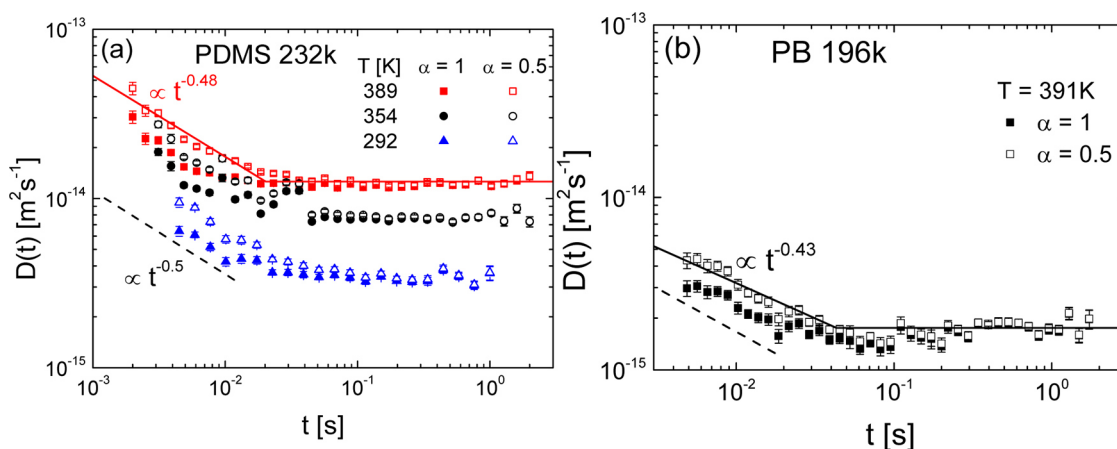 (a) PDMS 232k
T [K] α = 1 α = 0.5
389
354
292
∝ t^-0.48
∝ t^-0.5
10^-13
10^-14
10^-15
D(t) [m^2s^-1]
10^-3 10^-2 10^-1 10^0
t [s]
(b) PB 196k
T = 391K
α = 1
α = 0.5
∝ t^-0.43
10^-13
10^-14
10^-15
D(t) [m^2s^-1]
10^-2 10^-1 10^0
t [s]